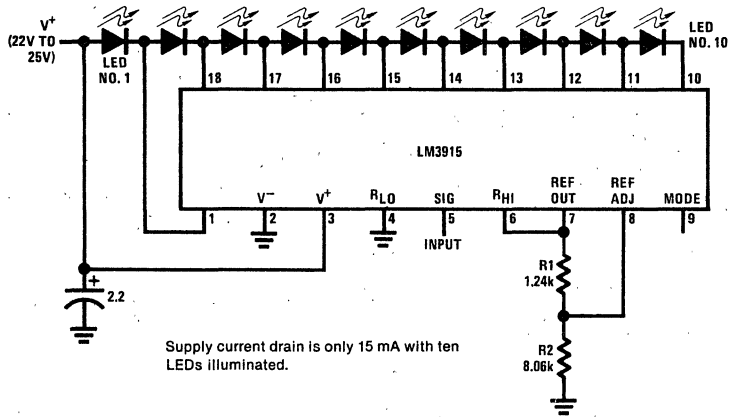 V+
(22V TO
25V)
LED
NO. 1
LED
NO. 10
18
17
16
15
14
13
12
11
10
LM3915
V−
V+
RLO
SIG
RHI
REF
OUT
REF
ADJ
MODE
1
2
3
4
5
6
7
8
9
INPUT
+
2.2
R1
1.24k
R2
8.06k
Supply current drain is only 15 mA with ten
LEDs illuminated.